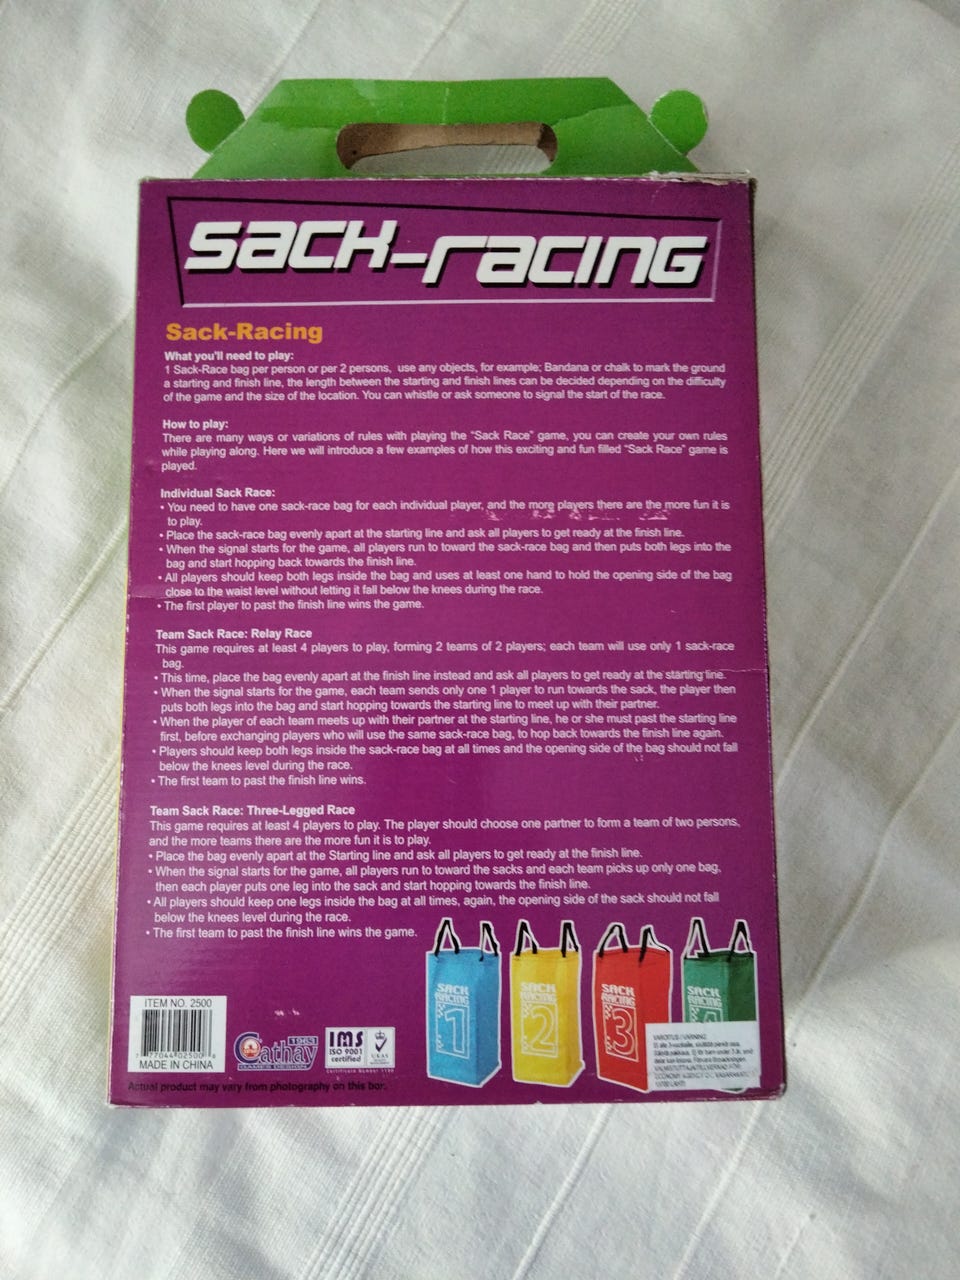 SACK-RACING
Sack-Racing
What you'll need to play:
1 Sack-Race bag per person or per 2 persons, use any objects, for example; Bandana or chalk to mark the ground
a starting and finish line, the length between the starting and finish lines can be decided depending on the difficulty
of the game and the size of the location. You can whistle or ask someone to signal the start of the race.
How to play:
There are many ways or variations of rules with playing the "Sack Race" game, you can create your own rules
while playing along. Here we will introduce a few examples of how this exciting and fun filled "Sack Race" game is
played.
Individual Sack Race:
• You need to have one sack-race bag for each individual player, and the more players there are the more fun it is
to play.
• Place the sack-race bag evenly apart at the starting line and ask all players to get ready at the finish line.
• When the signal starts for the game, all players run to toward the sack-race bag and then puts both legs into the
bag and start hopping back towards the finish line.
• All players should keep both legs inside the bag and uses at least one hand to hold the opening side of the bag
close to the waist level without letting it fall below the knees during the race.
• The first player to past the finish line wins the game.
Team Sack Race: Relay Race
This game requires at least 4 players to play, forming 2 teams of 2 players; each team will use only 1 sack-race
bag.
• This time, place the bag evenly apart at the finish line instead and ask all players to get ready at the starting line.
• When the signal starts for the game, each team sends only one 1 player to run towards the sack, the player then
puts both legs into the bag and start hopping towards the starting line to meet up with their partner.
• When the player of each team meets up with their partner at the starting line, he or she must past the starting line
first, before exchanging players who will use the same sack-race bag, to hop back towards the finish line again.
• Players should keep both legs inside the sack-race bag at all times and the opening side of the bag should not fall
below the knees level during the race.
• The first team to past the finish line wins.
Team Sack Race: Three-Legged Race
This game requires at least 4 players to play. The player should choose one partner to form a team of two persons,
and the more teams there are the more fun it is to play.
• Place the bag evenly apart at the Starting line and ask all players to get ready at the finish line.
• When the signal starts for the game, all players run to toward the sacks and each team picks up only one bag,
then each player puts one leg into the sack and start hopping towards the finish line.
• All players should keep one legs inside the bag at all times, again, the opening side of the sack should not fall
below the knees level during the race.
• The first team to past the finish line wins the game.
SACK RACING 1
SACK RACING 2
SACK RACING 3
SACK RACING
ITEM NO. 2500
7 77044 02500 8
MADE IN CHINA
1963
Cathay
GAMES DESIGN
IMS
ISO 9001
certified
UKAS
VAROITUS / VARNING
15700 LAHTI
Actual product may vary from photography on this box.